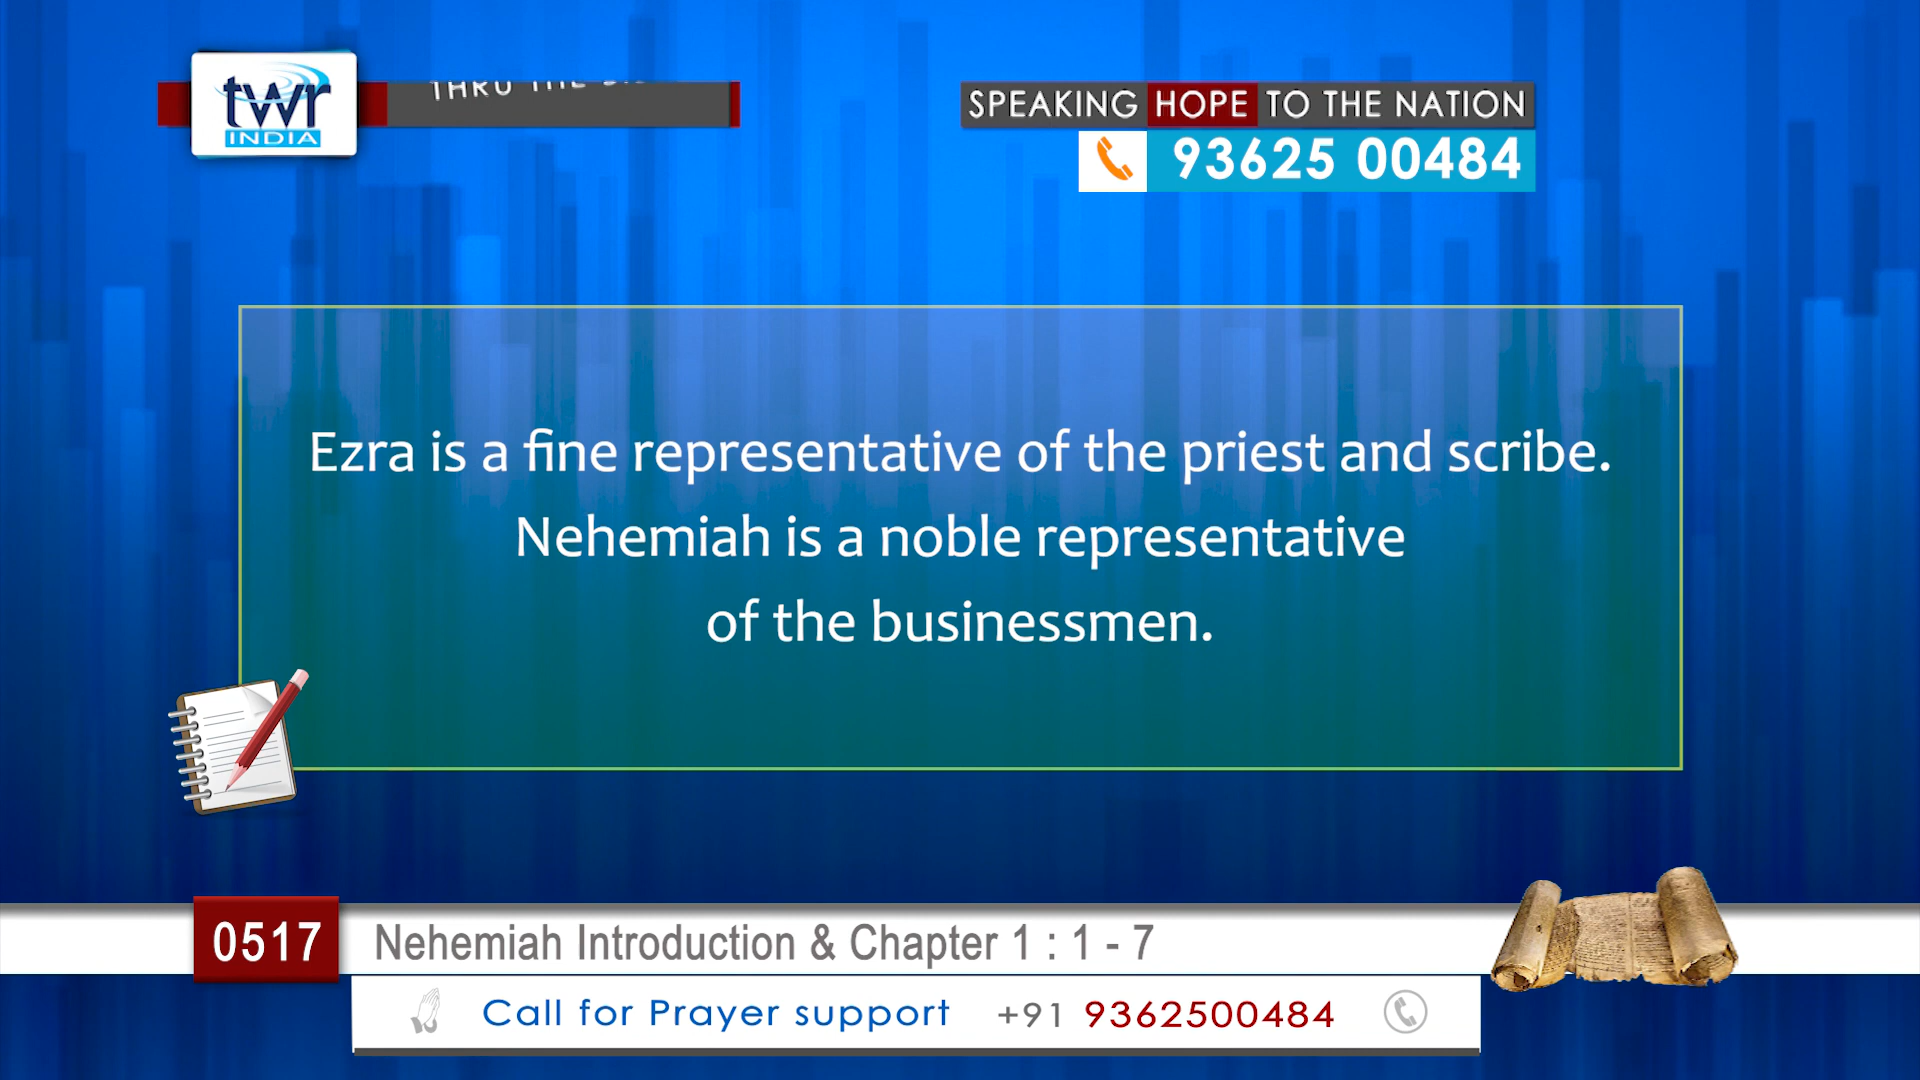 twr
INDIA
THRU THE
SPEAKING HOPE TO THE NATION
93625 00484
Ezra is a fine representative of the priest and scribe.
Nehemiah is a noble representative
of the businessmen.
0517
Nehemiah Introduction & Chapter 1 : 1 - 7
Call for Prayer support +91 9362500484